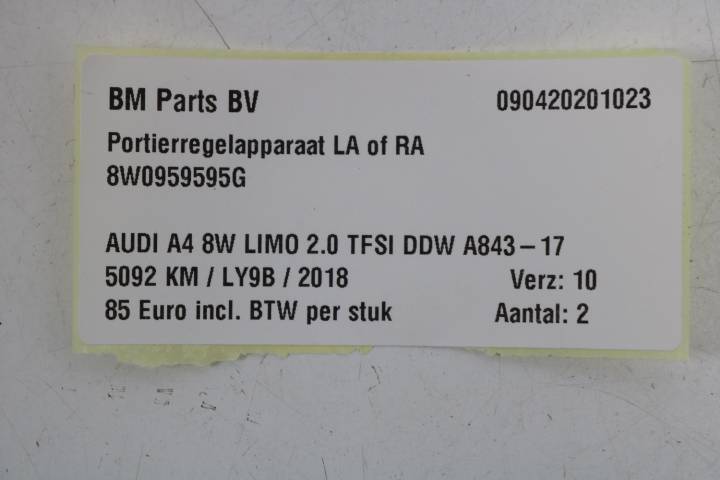 BM Parts BV 090420201023
Portierregelapparaat LA of RA
8W0959595G
AUDI A4 8W LIMO 2.0 TFSI DDW A843-17
5092 KM / LY9B / 2018 Verz: 10
85 Euro incl. BTW per stuk Aantal: 2